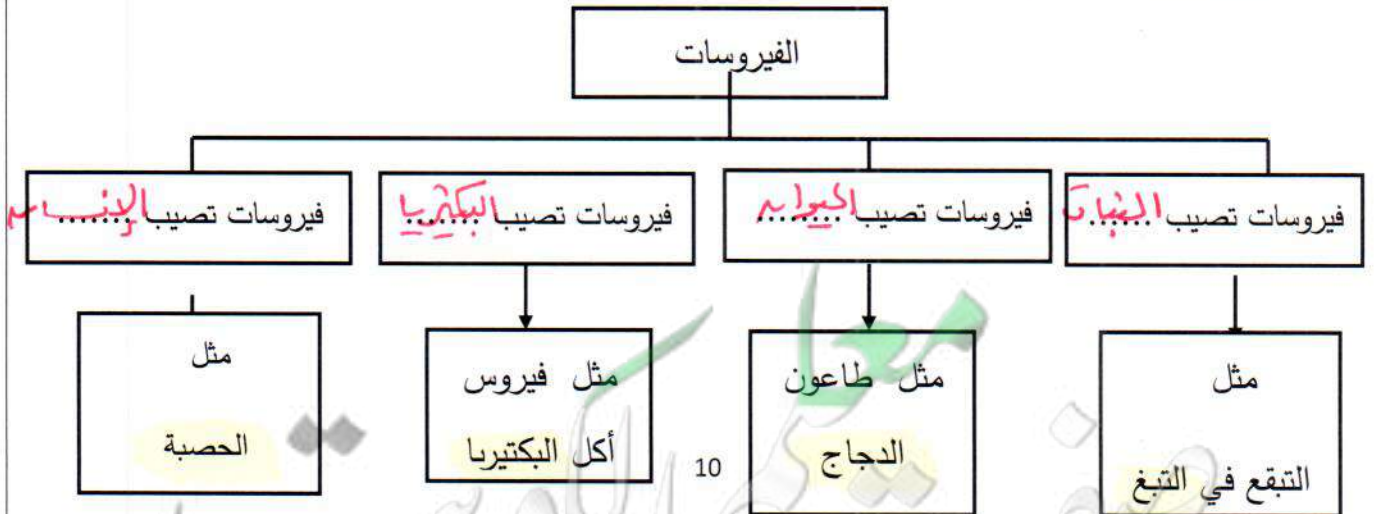 الفيروسات
فيروسات تصيب النبات
فيروسات تصيب الحيوان
فيروسات تصيب البكتيريا
فيروسات تصيب الإنسان
مثل
التبقع في التبغ
مثل طاعون
الدجاج
مثل فيروس
أكل البكتيريا
مثل
الحصبة
10